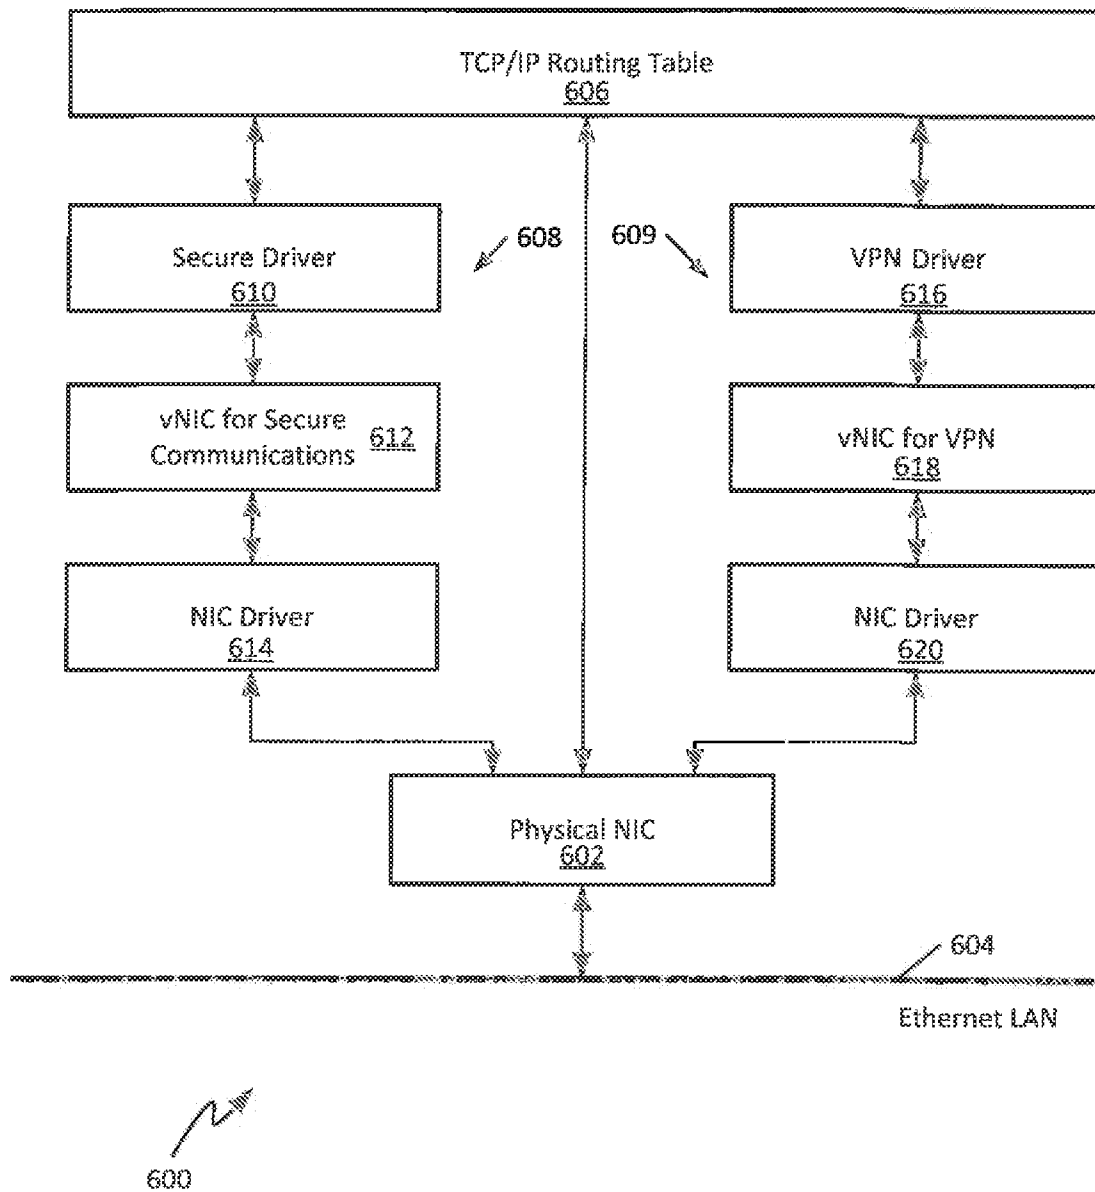 TCP/IP Routing Table
606
608
609
Secure Driver
610
VPN Driver
616
vNIC for Secure
Communications
612
vNIC for VPN
618
NIC Driver
614
NIC Driver
620
Physical NIC
602
604
Ethernet LAN
600